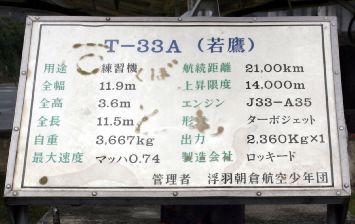 T-33A（若鷹）
用途 練習機 航続距離 21,00km
全幅 11.9m 上昇限度 14,000m
全高 3.6m エンジン J33-A35
全長 11.5m 形 ターボジェット
自重 3,667kg 出力 2,360Kg×1
最大速度 マッハ0.74 製造会社 ロッキード
管理者 浮羽朝倉航空少年団